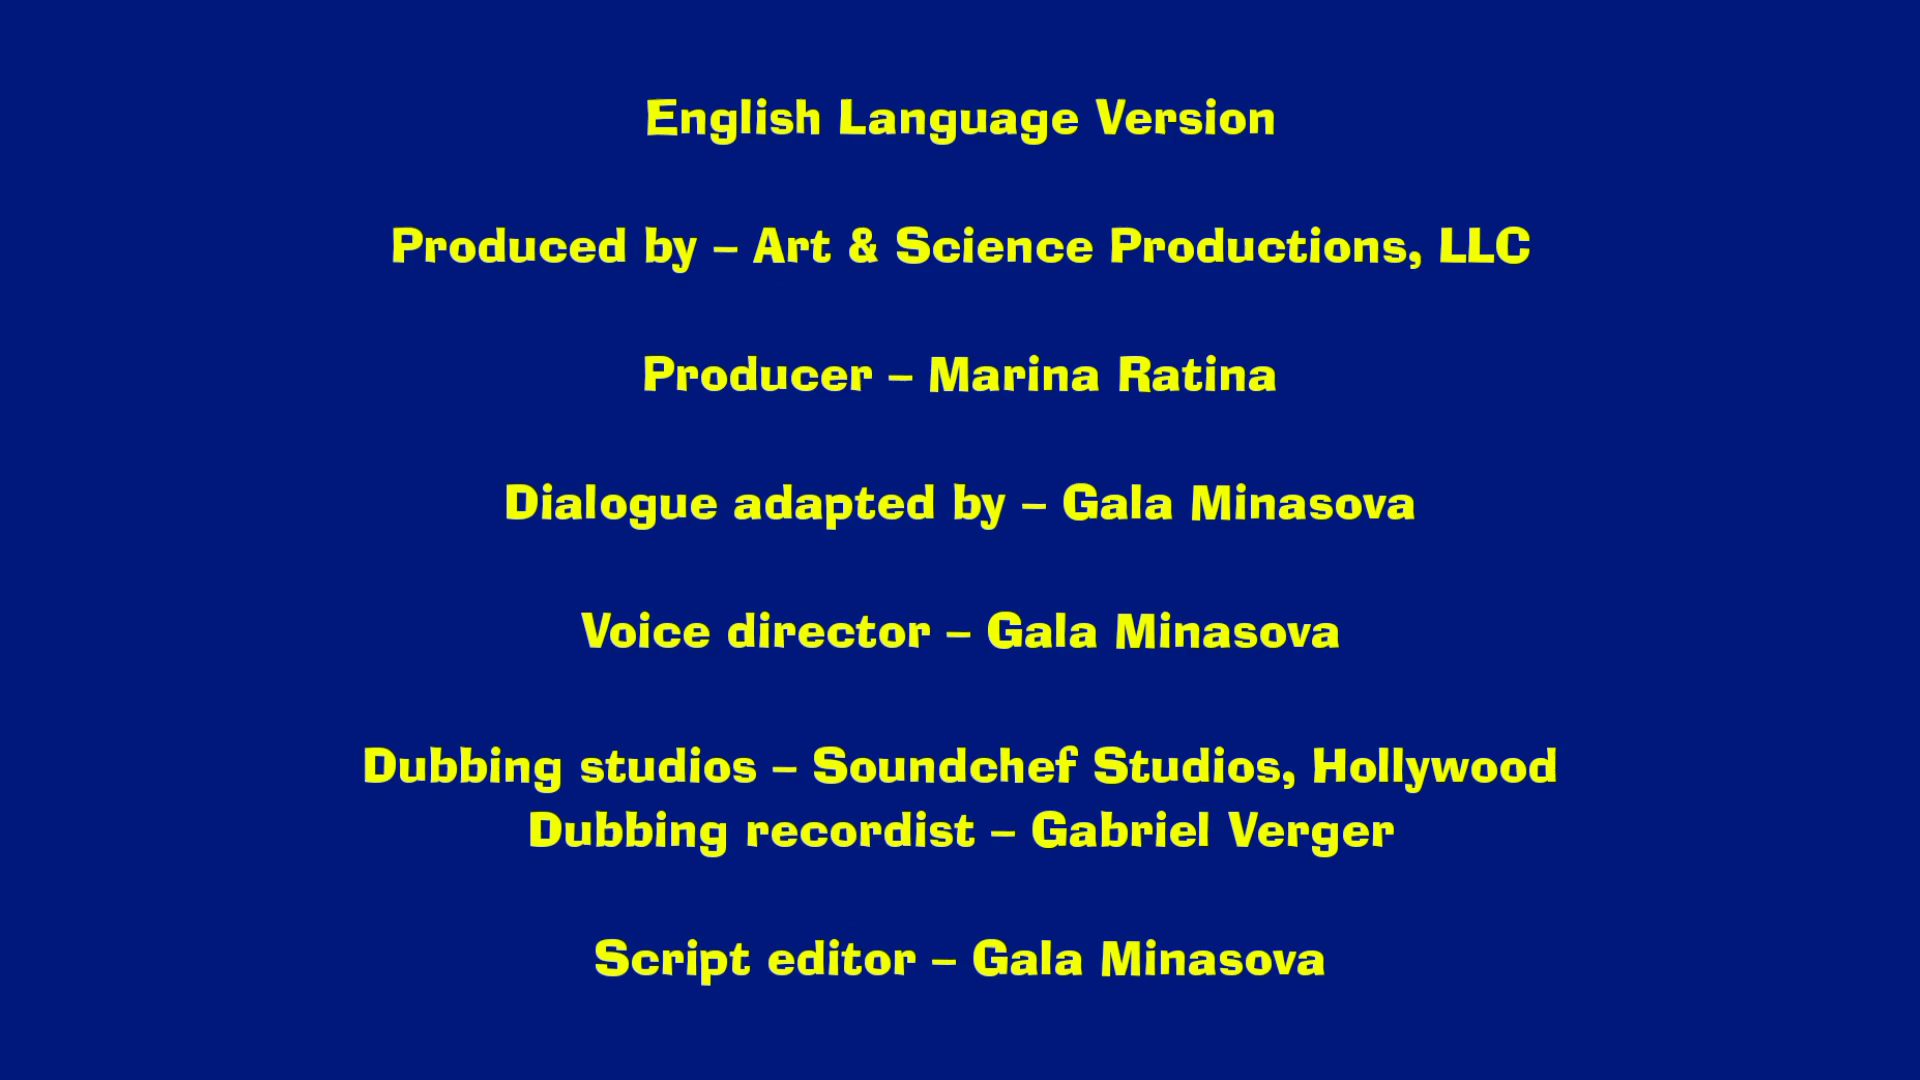 English Language Version
Produced by – Art & Science Productions, LLC
Producer – Marina Ratina
Dialogue adapted by – Gala Minasova
Voice director – Gala Minasova
Dubbing studios – Soundchef Studios, Hollywood
Dubbing recordist – Gabriel Verger
Script editor – Gala Minasova